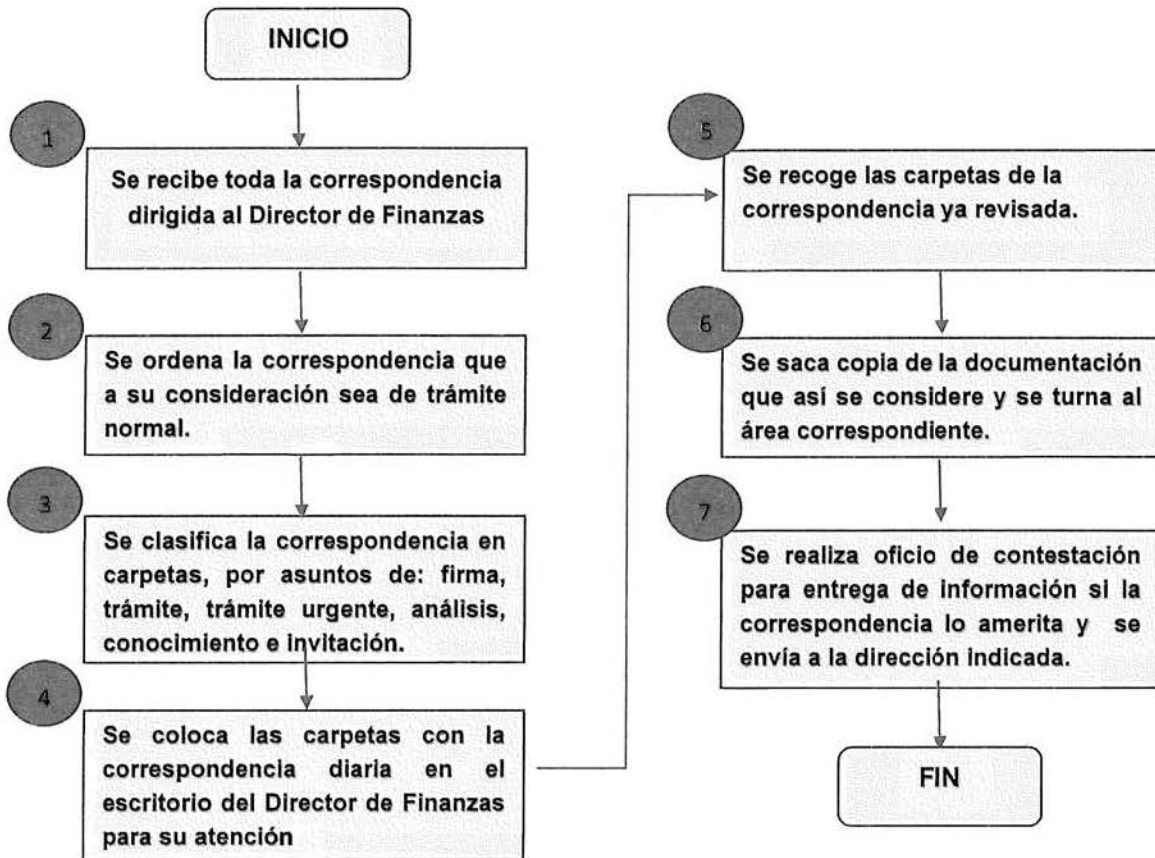 INICIO
1
Se recibe toda la correspondencia
dirigida al Director de Finanzas
2
Se ordena la correspondencia que
a su consideración sea de trámite
normal.
3
Se clasifica la correspondencia en
carpetas, por asuntos de: firma,
trámite, trámite urgente, análisis,
conocimiento e invitación.
4
Se coloca las carpetas con la
correspondencia diaria en el
escritorio del Director de Finanzas
para su atención
5
Se recoge las carpetas de la
correspondencia ya revisada.
6
Se saca copia de la documentación
que así se considere y se turna al
área correspondiente.
7
Se realiza oficio de contestación
para entrega de información si la
correspondencia lo amerita y se
envía a la dirección indicada.
FIN